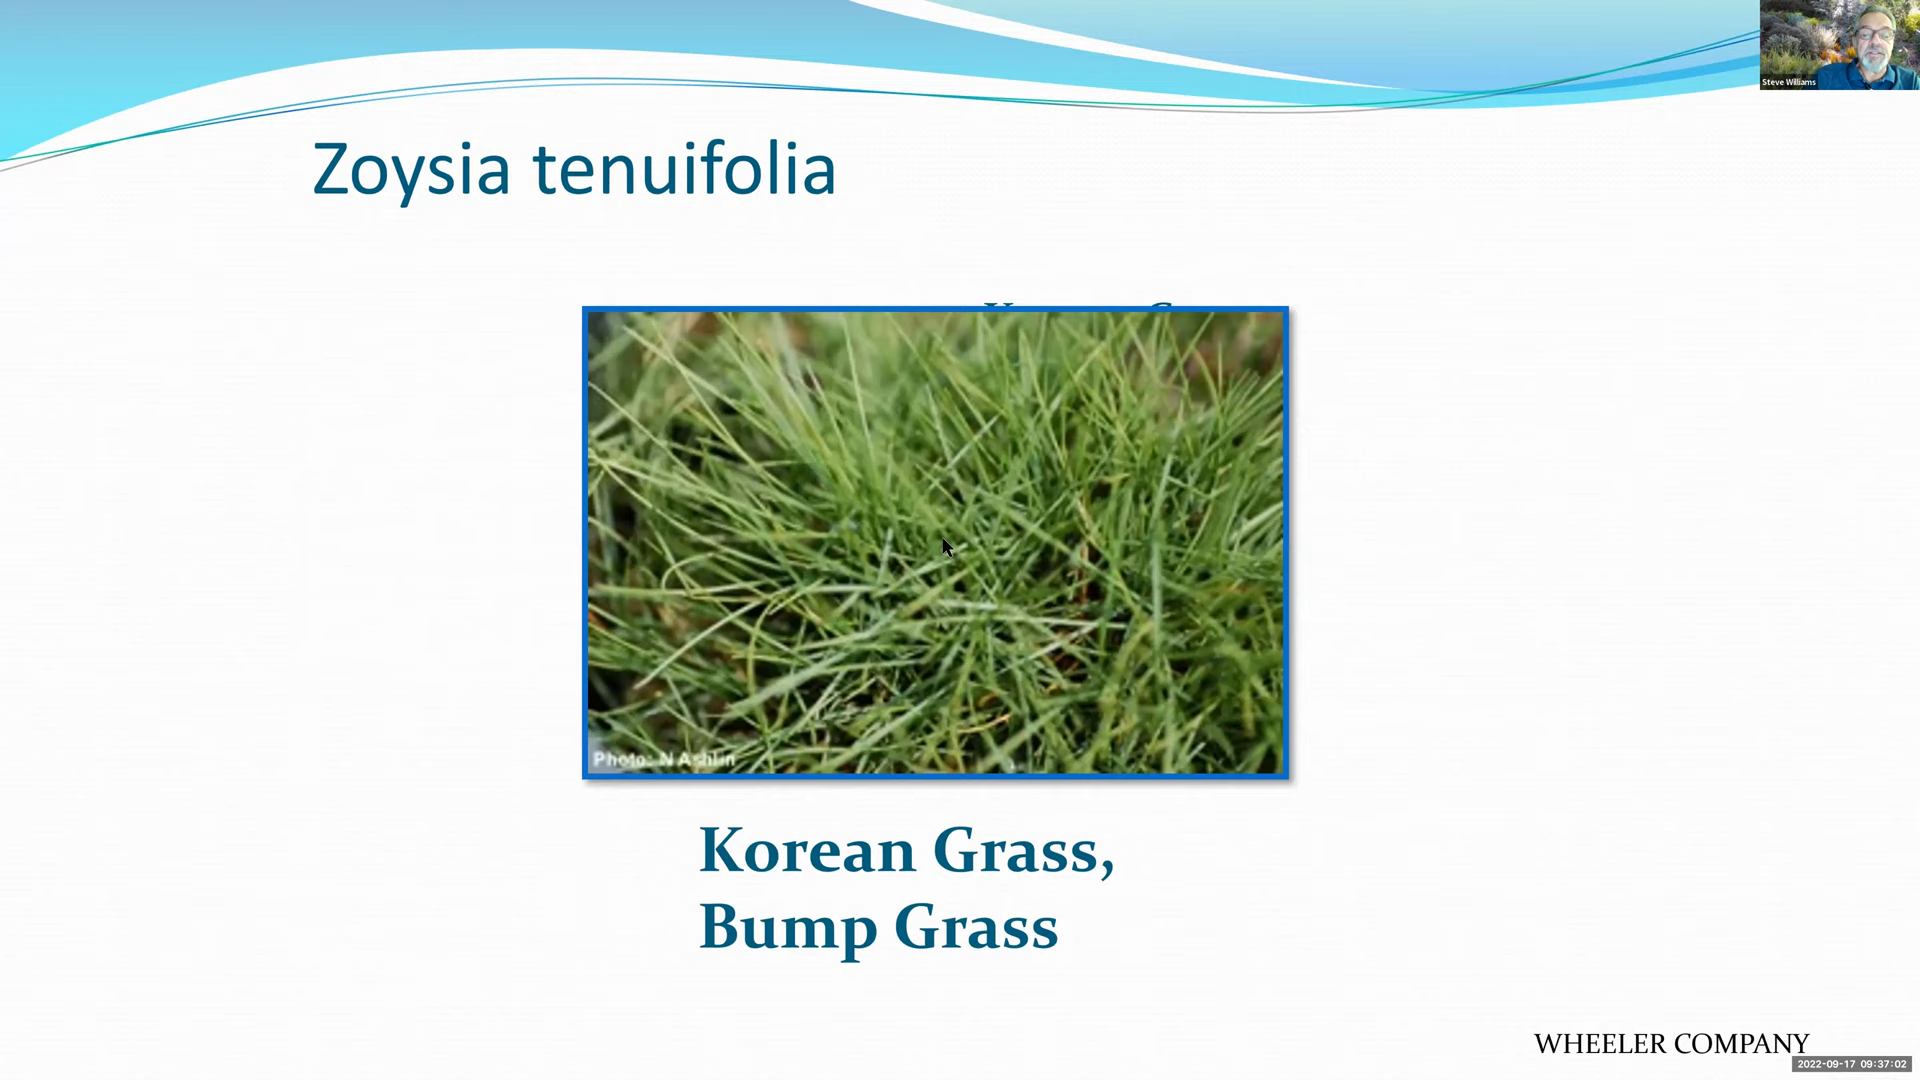 Steve Williams
Zoysia tenuifolia
Photo: N Ashlin
Korean Grass,
Bump Grass
WHEELER COMPANY
2022-09-17 09:37:02